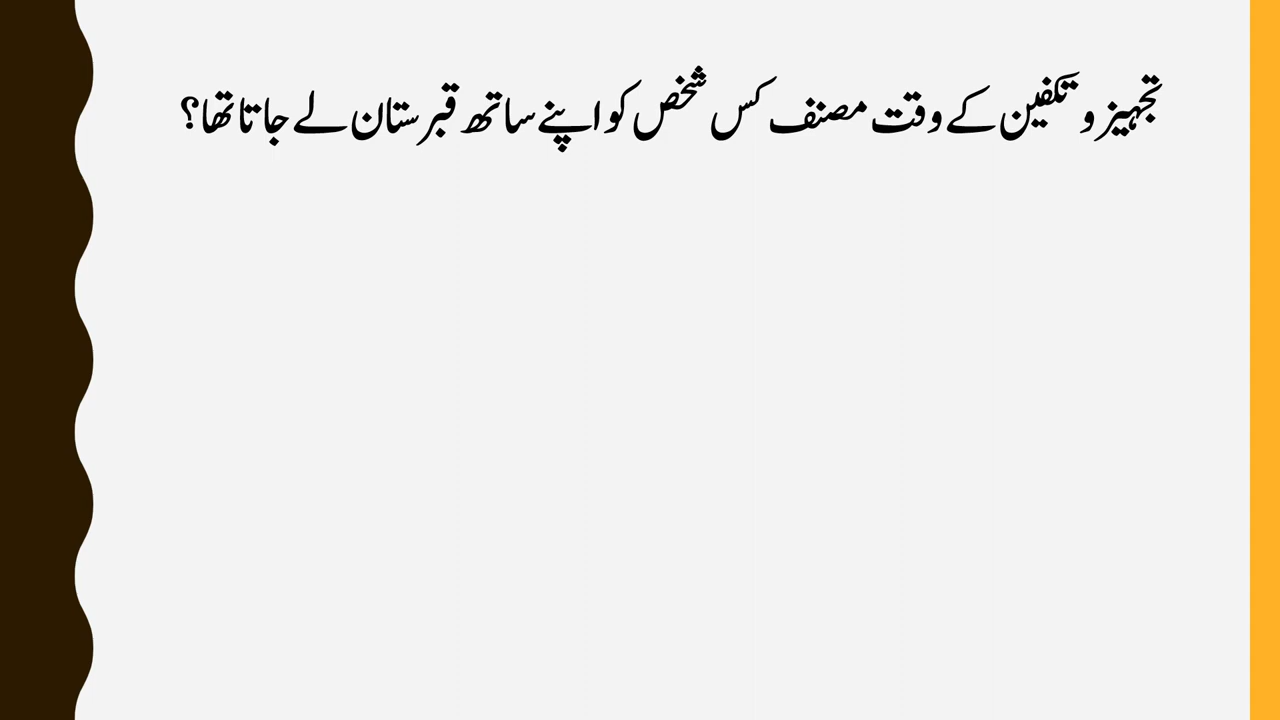 تجہیز و تکفین کے وقت مصنف کس شخص کو اپنے ساتھ قبرستان لے جاتا تھا؟